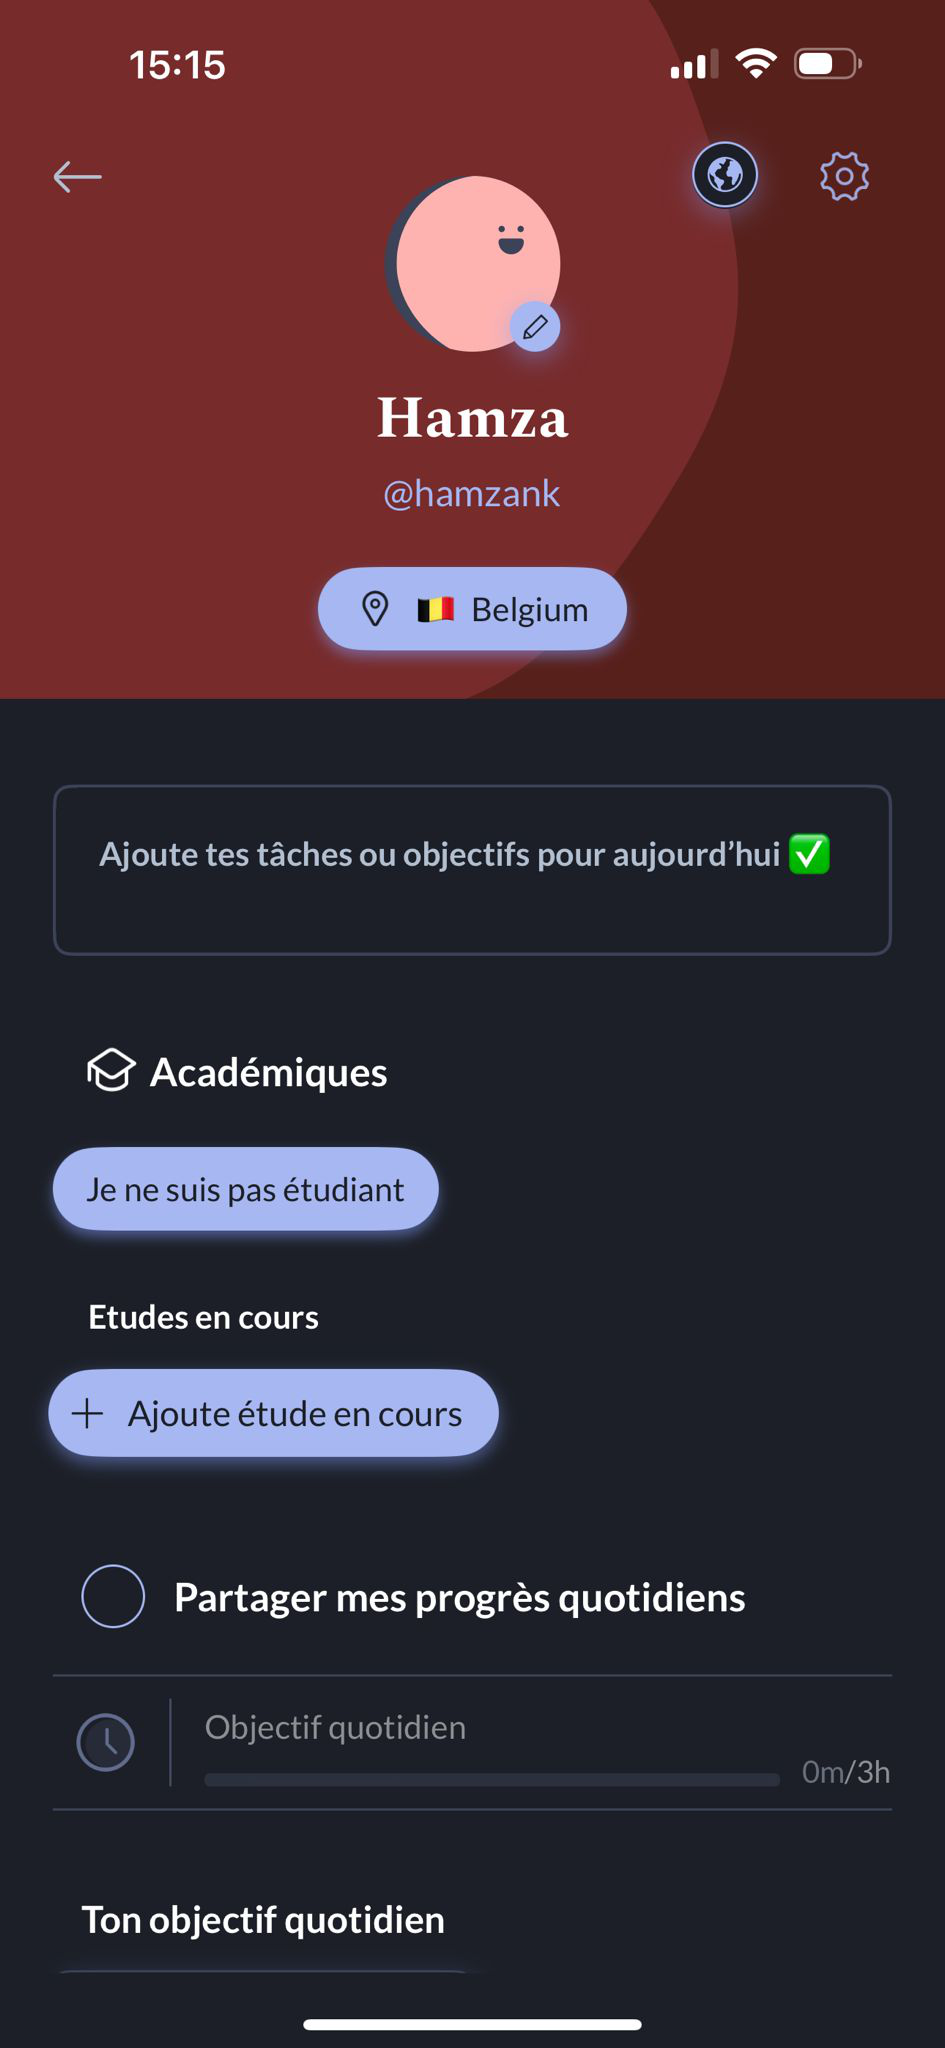 15:15
Hamza
@hamzank
Belgium
Ajoute tes tâches ou objectifs pour aujourd’hui ✅
Académiques
Je ne suis pas étudiant
Etudes en cours
+ Ajoute étude en cours
Partager mes progrès quotidiens
Objectif quotidien
0m/3h
Ton objectif quotidien